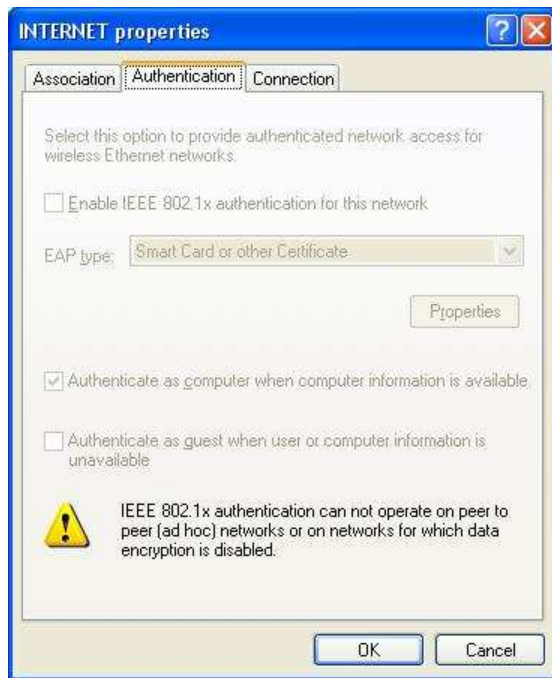 INTERNET properties
Association Authentication Connection
Select this option to provide authenticated network access for
wireless Ethernet networks.
Enable IEEE 802.1x authentication for this network
EAP type: Smart Card or other Certificate
Properties
Authenticate as computer when computer information is available
Authenticate as guest when user or computer information is
unavailable
IEEE 802.1x authentication can not operate on peer to
peer (ad hoc) networks or on networks for which data
encryption is disabled.
OK Cancel